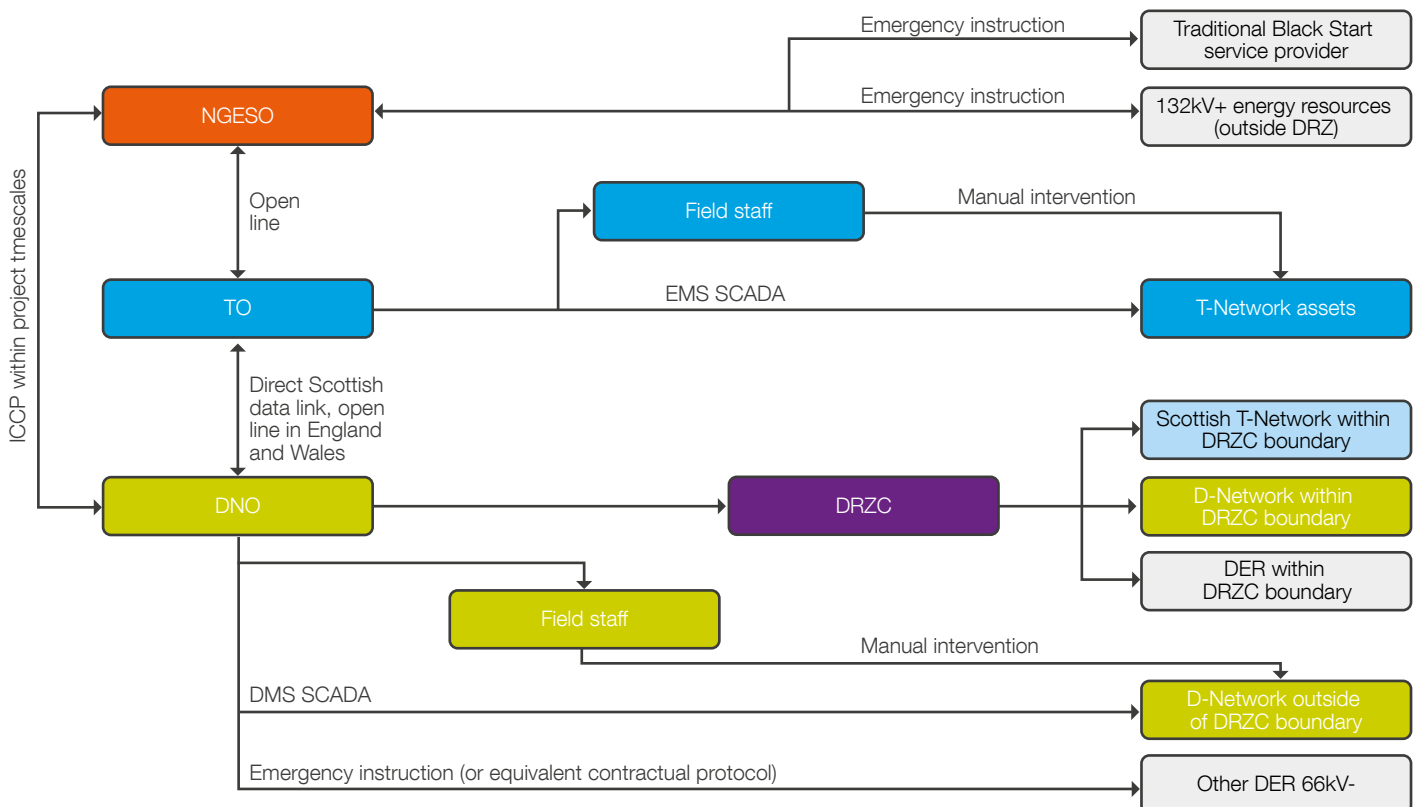 Emergency instruction
Traditional Black Start
service provider
NGESO
Emergency instruction
132kV+ energy resources
(outside DRZ)
ICCP within project tmescales
Open
line
Field staff
Manual intervention
TO
EMS SCADA
T-Network assets
Direct Scottish
data link, open
line in England
and Wales
Scottish T-Network within
DRZC boundary
DNO
DRZC
D-Network within
DRZC boundary
DER within
DRZC boundary
Field staff
Manual intervention
DMS SCADA
D-Network outside
of DRZC boundary
Emergency instruction (or equivalent contractual protocol)
Other DER 66kV-